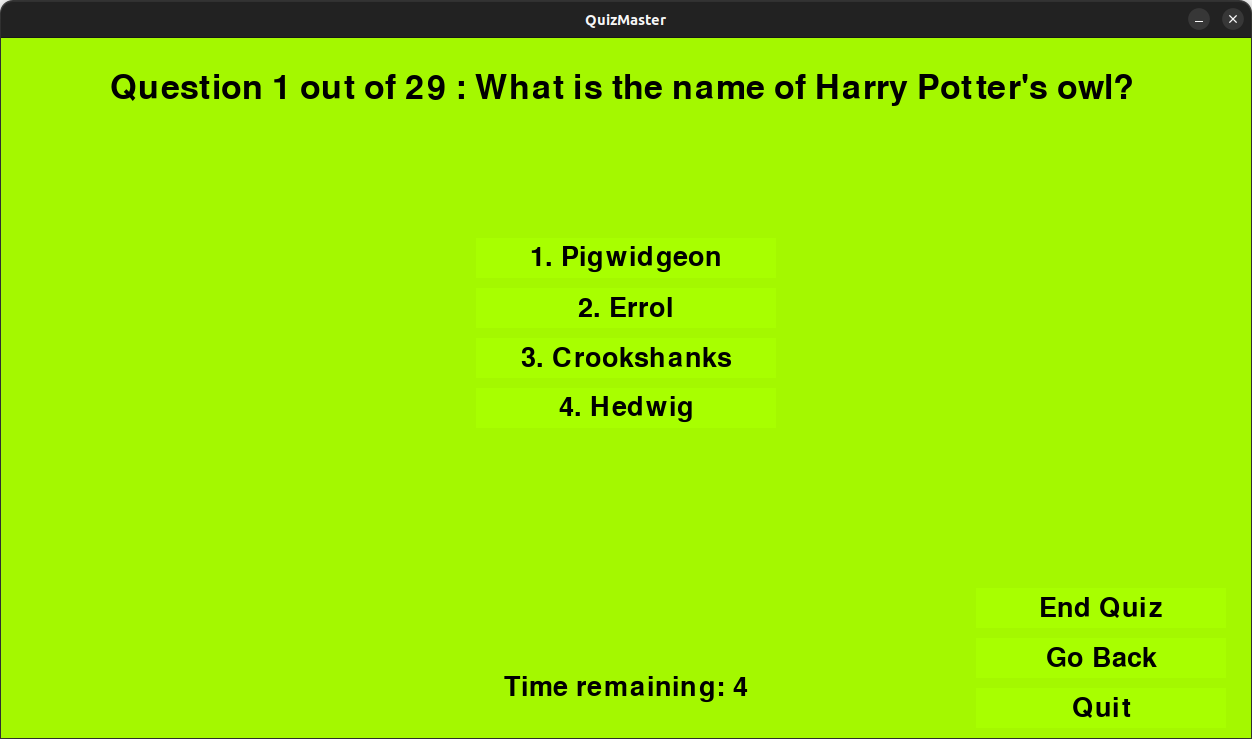 QuizMaster
Question 1 out of 29 : What is the name of Harry Potter's owl?
1. Pigwidgeon
2. Errol
3. Crookshanks
4. Hedwig
End Quiz
Go Back
Time remaining: 4
Quit